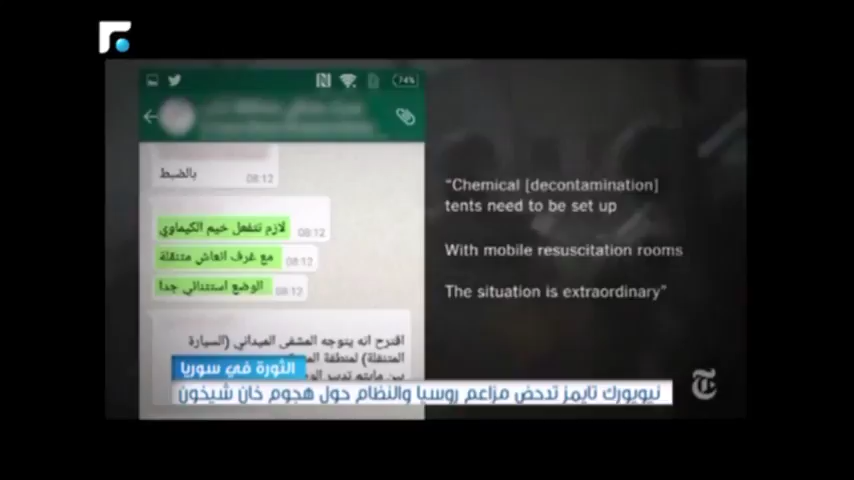 74%
بالضبط
08:12
لازم تتفعل خيم الكيماوي
08:12
مع غرف انعاش متنقلة
08:12
الوضع استثنائي جدا
08:12
اقترح انه يتوجه المشفى الميداني (السيارة
المتنقلة) لمنطقة
"Chemical [decontamination]
tents need to be set up
With mobile resuscitation rooms
The situation is extraordinary"
الثورة في سوريا
نيويورك تايمز تدحض مزاعم روسيا والنظام حول هجوم خان شيخون